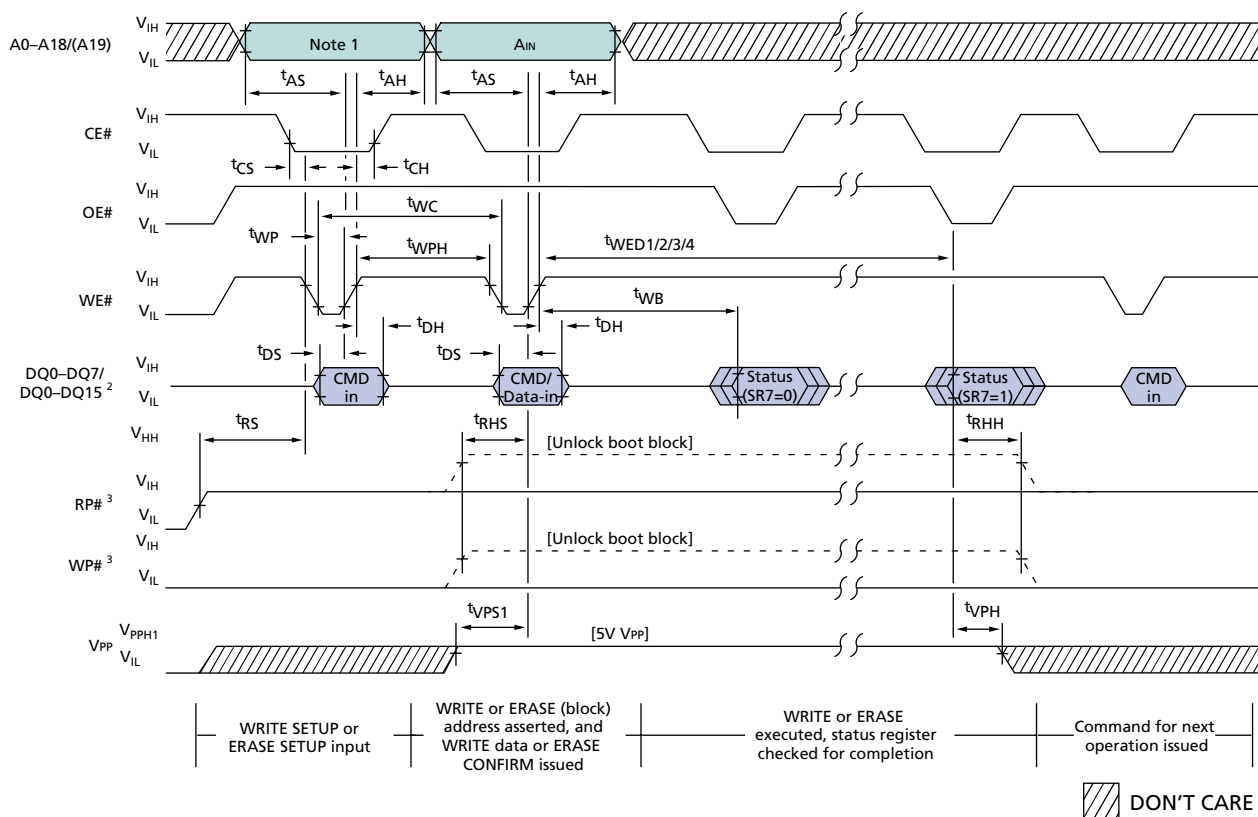 VIH
A0–A18/(A19)
VIL
Note 1
AIN
tAS
tAH
tAS
tAH
VIH
CE#
VIL
tCS
tCH
VIH
OE#
VIL
tWC
tWP
tWPH
tWED1/2/3/4
VIH
WE#
VIL
tWB
tDH
tDH
tDS
tDS
VIH
DQ0–DQ7/
DQ0–DQ15 2
VIL
CMD
in
CMD/
Data-in
Status
(SR7=0)
Status
(SR7=1)
CMD
in
VHH
tRS
tRHS
[Unlock boot block]
tRHH
VIH
RP# 3
VIL
VIH
[Unlock boot block]
WP# 3
VIL
tVPS1
tVPH
VPPH1
VPP
VIL
[5V VPP]
WRITE SETUP or
ERASE SETUP input
WRITE or ERASE (block)
address asserted, and
WRITE data or ERASE
CONFIRM issued
WRITE or ERASE
executed, status register
checked for completion
Command for next
operation issued
DON'T CARE